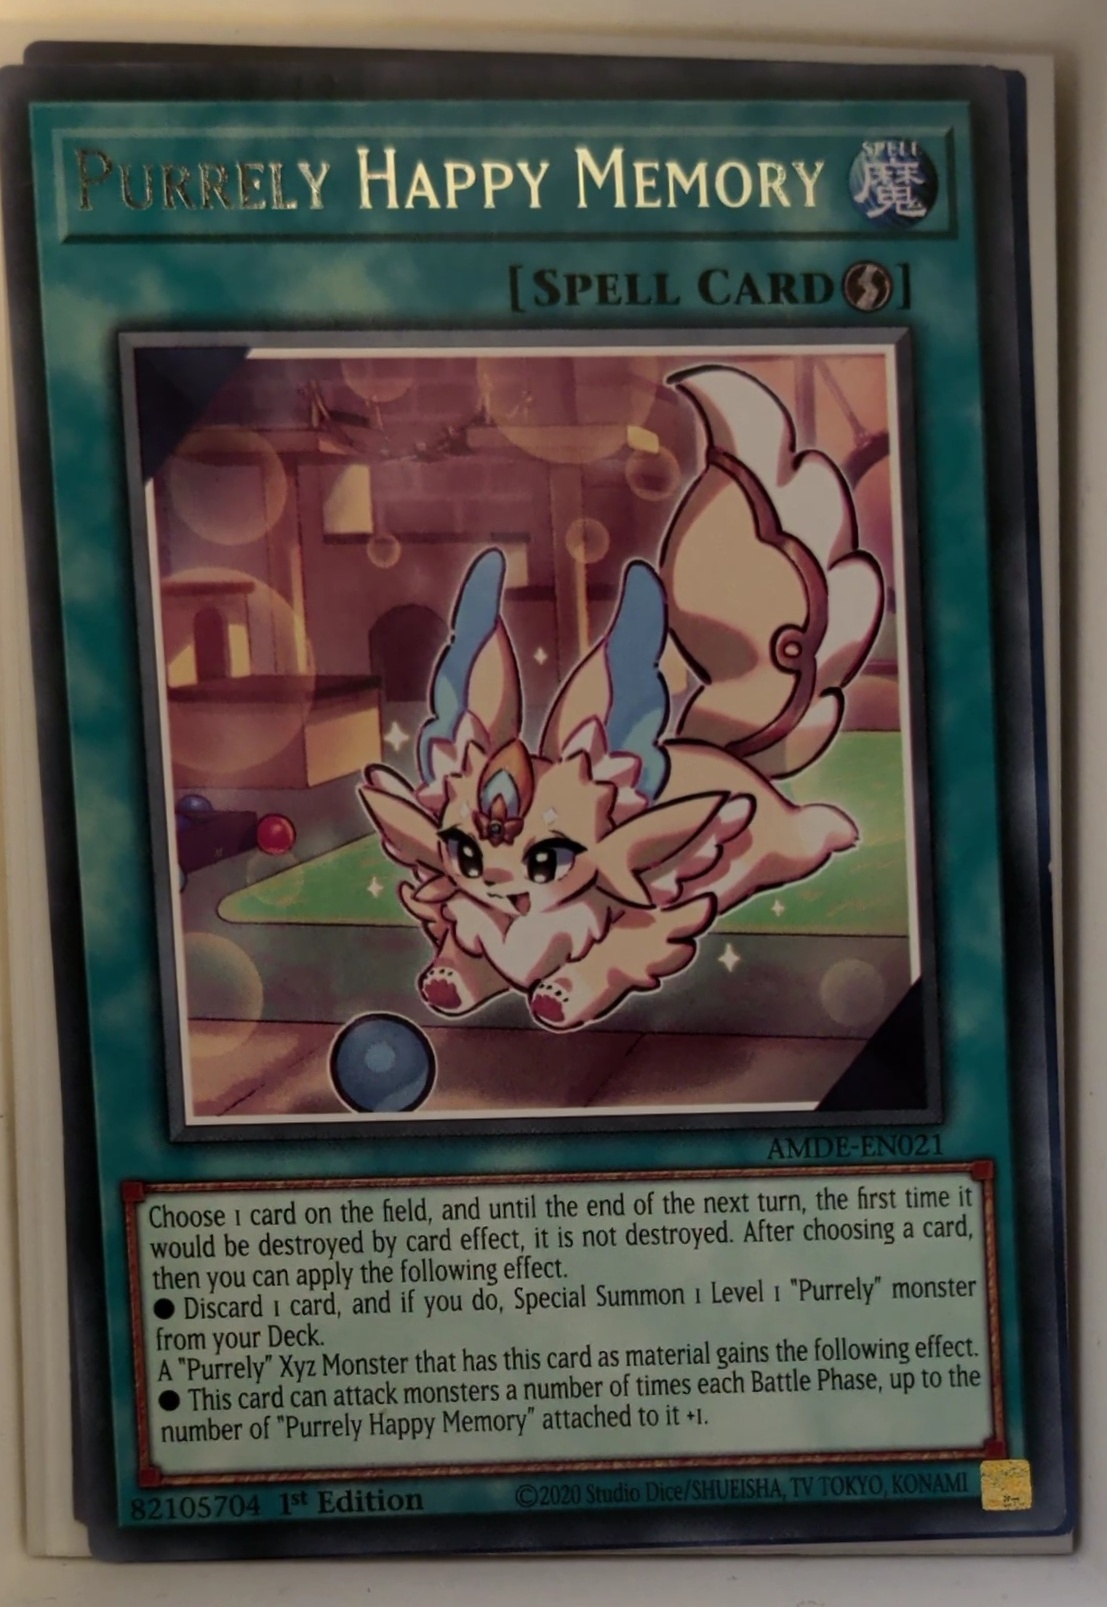 PURRELY HAPPY MEMORY
SPELL
魔
[SPELL CARD]
AMDE-EN021
Choose 1 card on the field, and until the end of the next turn, the first time it
would be destroyed by card effect, it is not destroyed. After choosing a card,
then you can apply the following effect.
● Discard 1 card, and if you do, Special Summon 1 Level 1 "Purrely" monster
from your Deck.
A "Purrely" Xyz Monster that has this card as material gains the following effect.
● This card can attack monsters a number of times each Battle Phase, up to the
number of "Purrely Happy Memory" attached to it +1.
82105704 1st Edition ©2020 Studio Dice/SHUEISHA, TV TOKYO, KONAMI